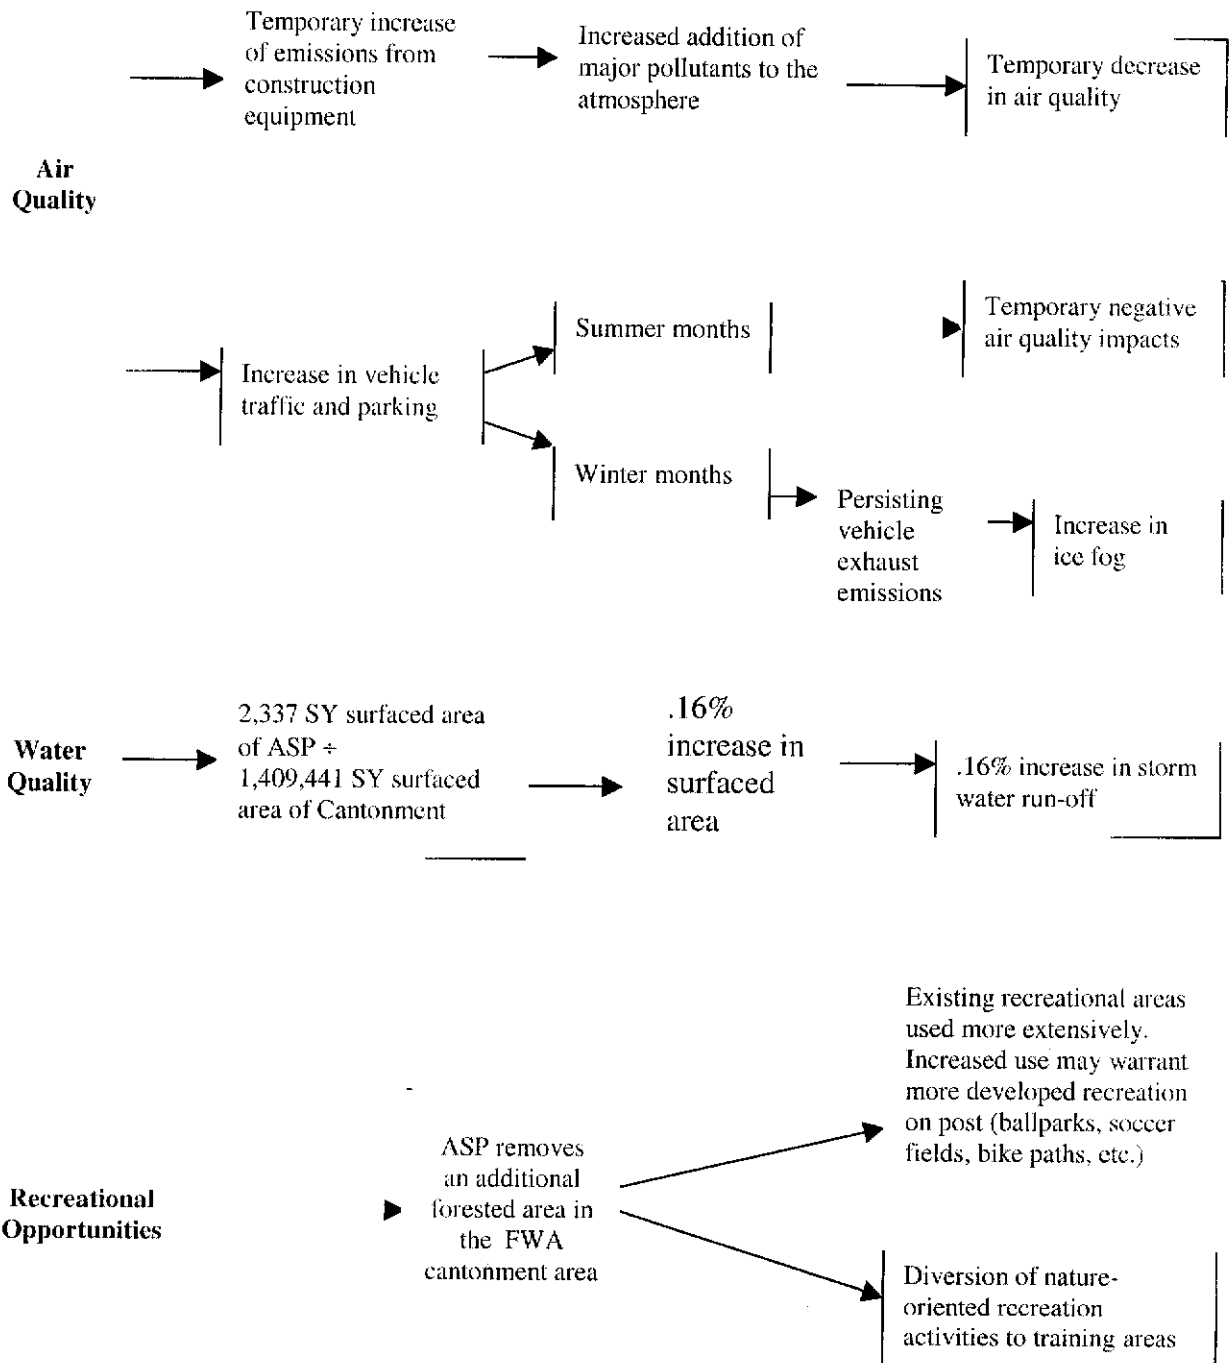 Temporary increase
of emissions from
construction
equipment
Increased addition of
major pollutants to the
atmosphere
Temporary decrease
in air quality
Air
Quality
Increase in vehicle
traffic and parking
Summer months
Temporary negative
air quality impacts
Winter months
Persisting
vehicle
exhaust
emissions
Increase in
ice fog
Water
Quality
2,337 SY surfaced area
of ASP ÷
1,409,441 SY surfaced
area of Cantonment
.16%
increase in
surfaced
area
.16% increase in storm
water run-off
Recreational
Opportunities
ASP removes
an additional
forested area in
the FWA
cantonment area
Existing recreational areas
used more extensively.
Increased use may warrant
more developed recreation
on post (ballparks, soccer
fields, bike paths, etc.)
Diversion of nature-
oriented recreation
activities to training areas